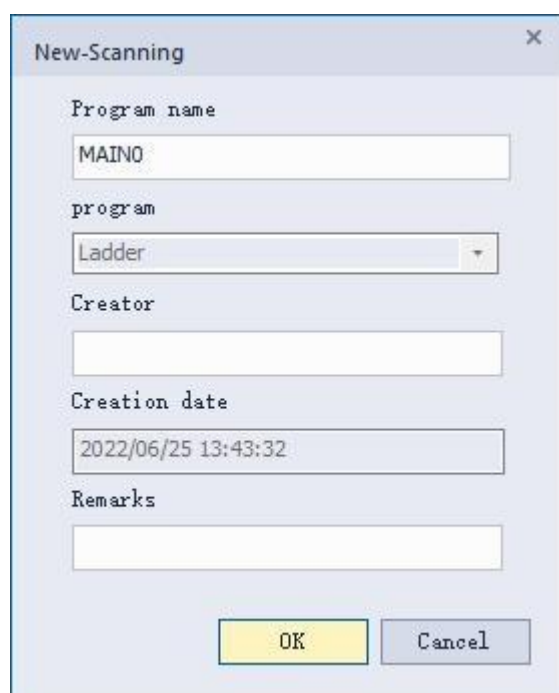 New-Scanning
Program name
MAIN0
program
Ladder
Creator
Creation date
2022/06/25 13:43:32
Remarks
OK Cancel